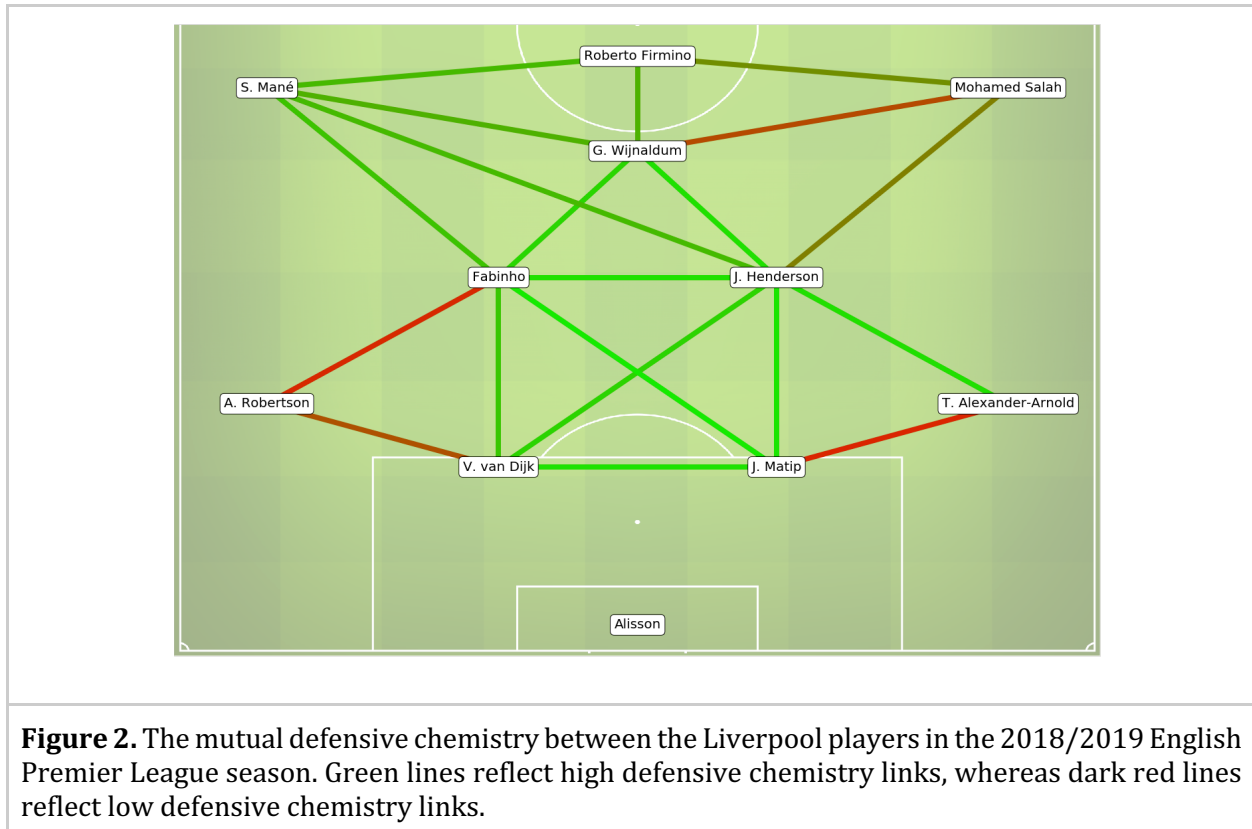 Roberto Firmino
S. Mané
Mohamed Salah
G. Wijnaldum
Fabinho
J. Henderson
A. Robertson
T. Alexander-Arnold
V. van Dijk
J. Matip
Alisson
Figure 2. The mutual defensive chemistry between the Liverpool players in the 2018/2019 English
Premier League season. Green lines reflect high defensive chemistry links, whereas dark red lines
reflect low defensive chemistry links.